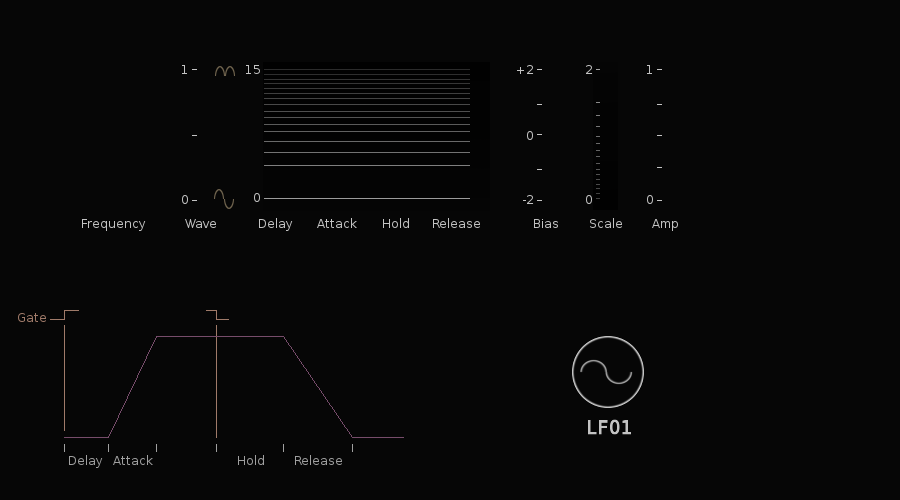 1 15 +2 2 1
0
0 0 -2 0 0
Frequency Wave Delay Attack Hold Release Bias Scale Amp
Gate
LF01
Delay Attack Hold Release